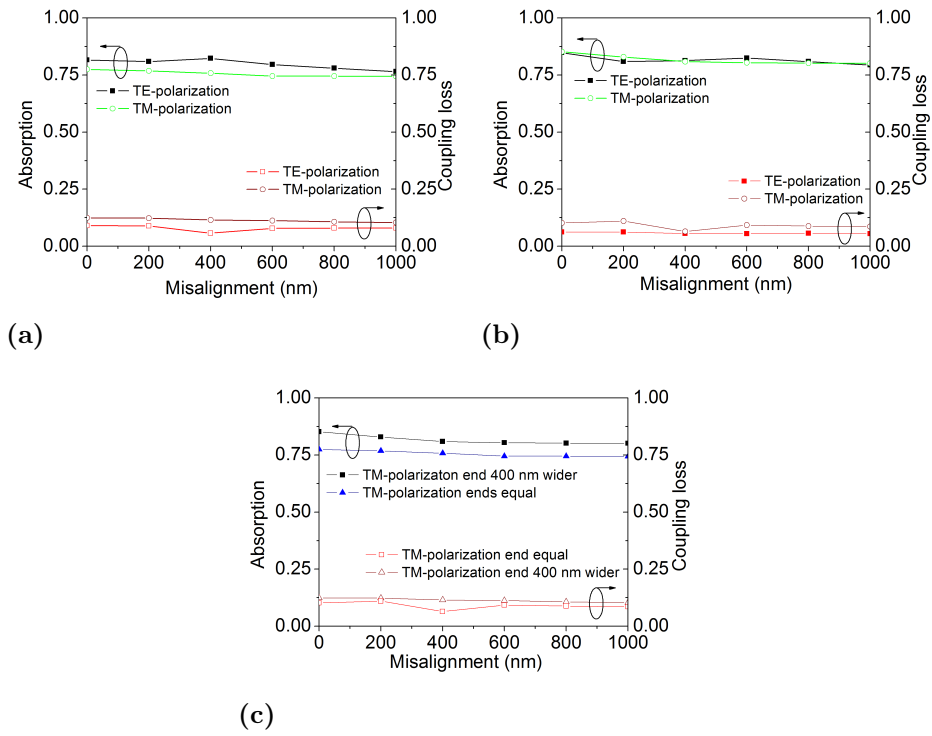 1.00
0.75
0.50
0.25
0.00
Absorption
TE-polarization
TM-polarization
TE-polarization
TM-polarization
1.00
0.75
0.50
0.25
0.00
Coupling loss
0 200 400 600 800 1000
Misalignment (nm)
(a)
1.00
0.75
0.50
0.25
0.00
Absorption
TE-polarization
TM-polarization
TE-polarization
TM-polarization
1.00
0.75
0.50
0.25
0.00
Coupling loss
0 200 400 600 800 1000
Misalignment (nm)
(b)
1.00
0.75
0.50
0.25
0.00
Absorption
TM-polarizaton end 400 nm wider
TM-polarization ends equal
TM-polarization end equal
TM-polarization end 400 nm wider
1.00
0.75
0.50
0.25
0.00
Coupling loss
0 200 400 600 800 1000
Misalignment (nm)
(c)